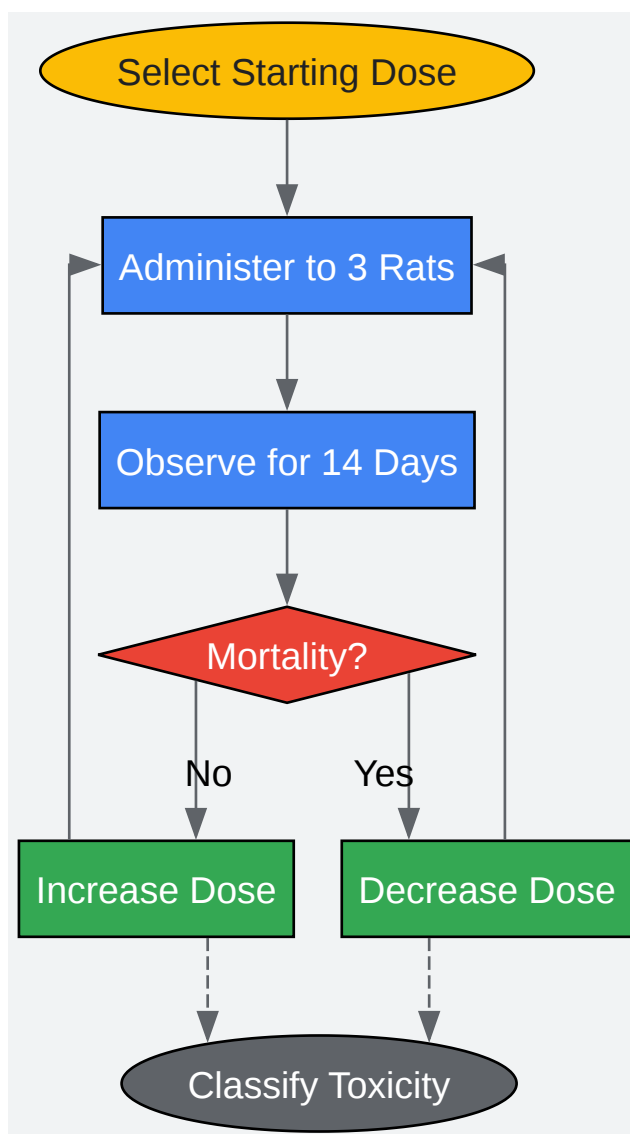 Select Starting Dose
Administer to 3 Rats
Observe for 14 Days
Mortality?
No
Yes
Increase Dose
Decrease Dose
Classify Toxicity